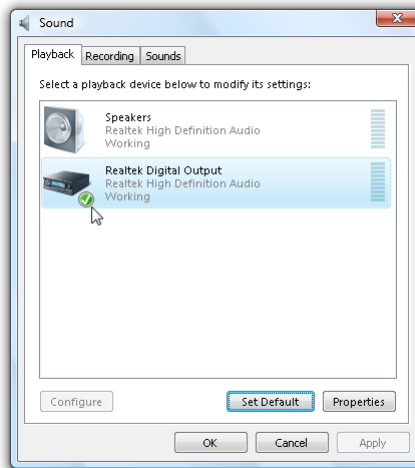 Sound
Playback Recording Sounds
Select a playback device below to modify its settings:
Speakers
Realtek High Definition Audio
Working
Realtek Digital Output
Realtek High Definition Audio
Working
Configure Set Default Properties
OK Cancel Apply